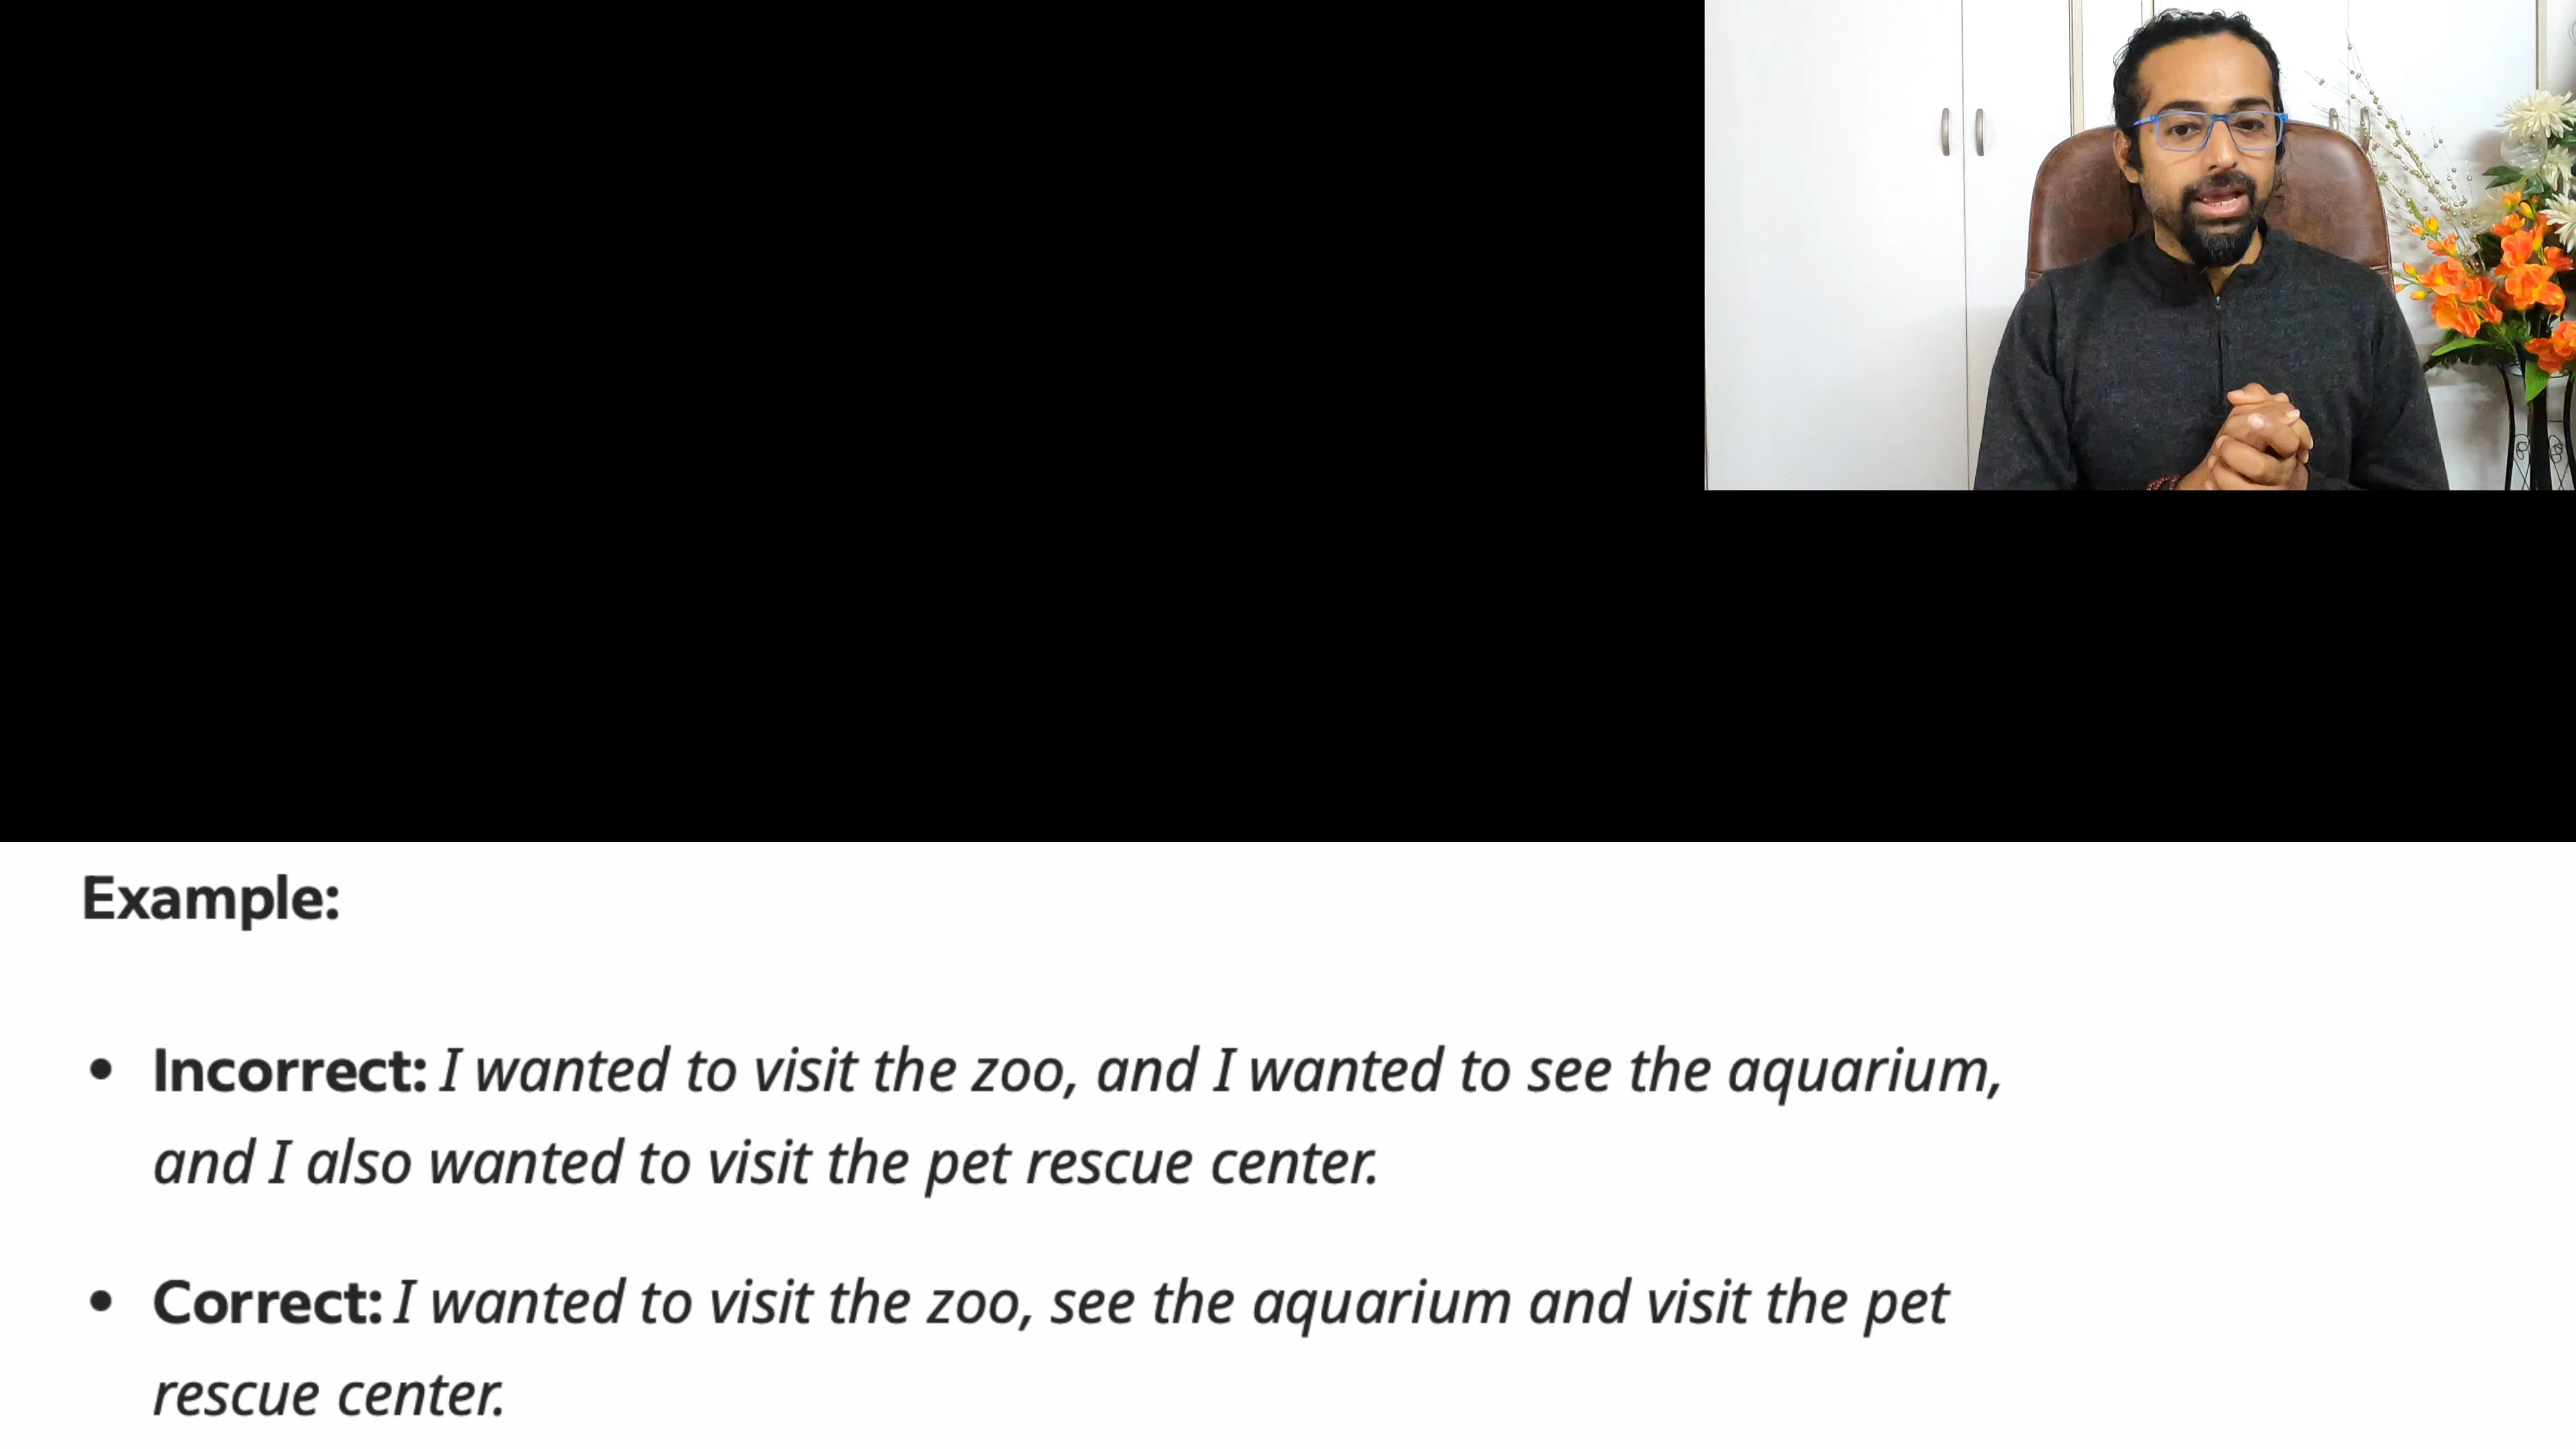 Example:
• Incorrect: I wanted to visit the zoo, and I wanted to see the aquarium,
and I also wanted to visit the pet rescue center.
• Correct: I wanted to visit the zoo, see the aquarium and visit the pet
rescue center.